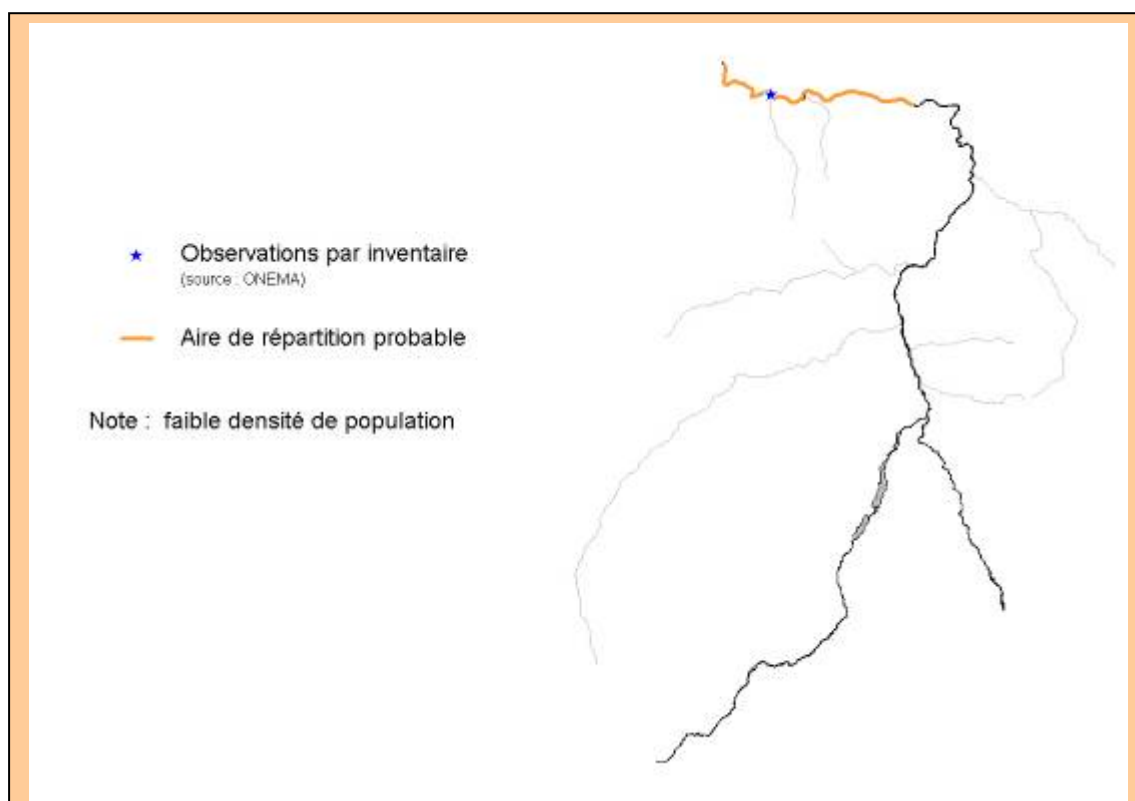 Observations par inventaire
(source : ONEMA)
Aire de répartition probable
Note : faible densité de population